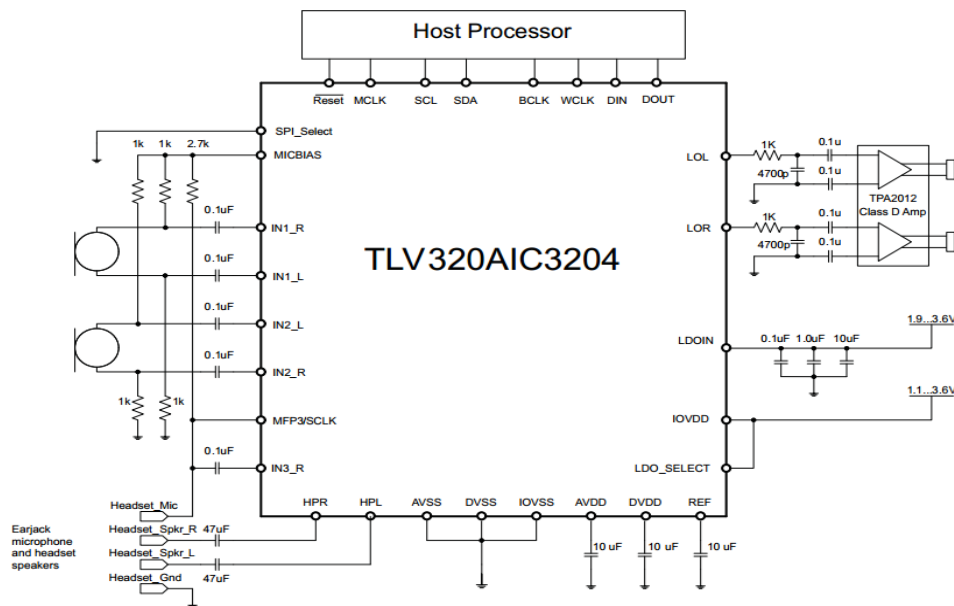 Host Processor
Reset MCLK SCL SDA BCLK WCLK DIN DOUT
SPI_Select
1k 1k 2.7k
MICBIAS
0.1uF
IN1_R
0.1uF
IN1_L
0.1uF
IN2_L
0.1uF
IN2_R
1k 1k
MFP3/SCLK
0.1uF
IN3_R
TLV320AIC3204
LOL
1K
0.1u
4700p
0.1u
TPA2012
Class D Amp
LOR
1K
0.1u
4700p
0.1u
LDOIN
0.1uF 1.0uF 10uF
1.9...3.6V
IOVDD
1.1...3.6V
LDO_SELECT
HPR HPL AVSS DVSS IOVSS AVDD DVDD REF
10 uF 10 uF 10 uF
Headset_Mic
Headset_Spkr_R 47uF
Headset_Spkr_L
47uF
Headset_Gnd
Earjack
microphone
and headset
speakers